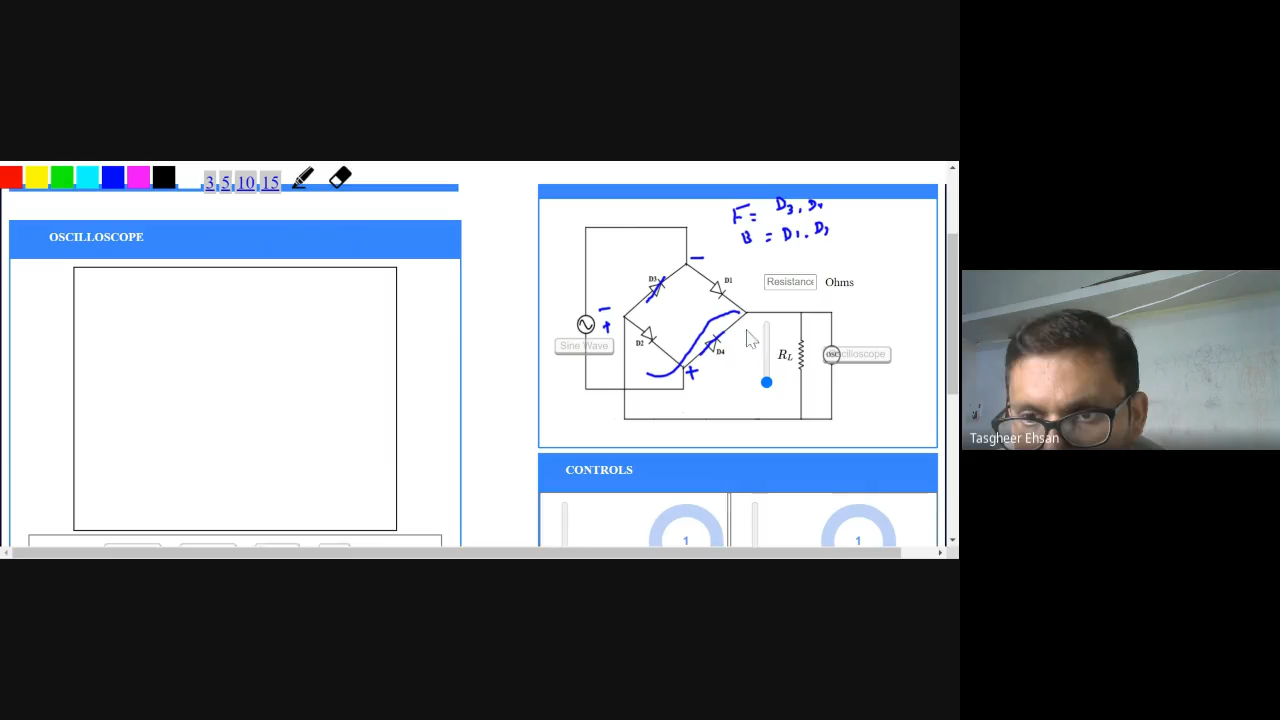 3 5 10 15
OSCILLOSCOPE
F = D3, D4
B = D1, D2
D3
D1
Resistance Ohms
- +
Sine Wave
D2
D4
RL
oscilloscope
+
CONTROLS
1 1
Tasgheer Ehsan